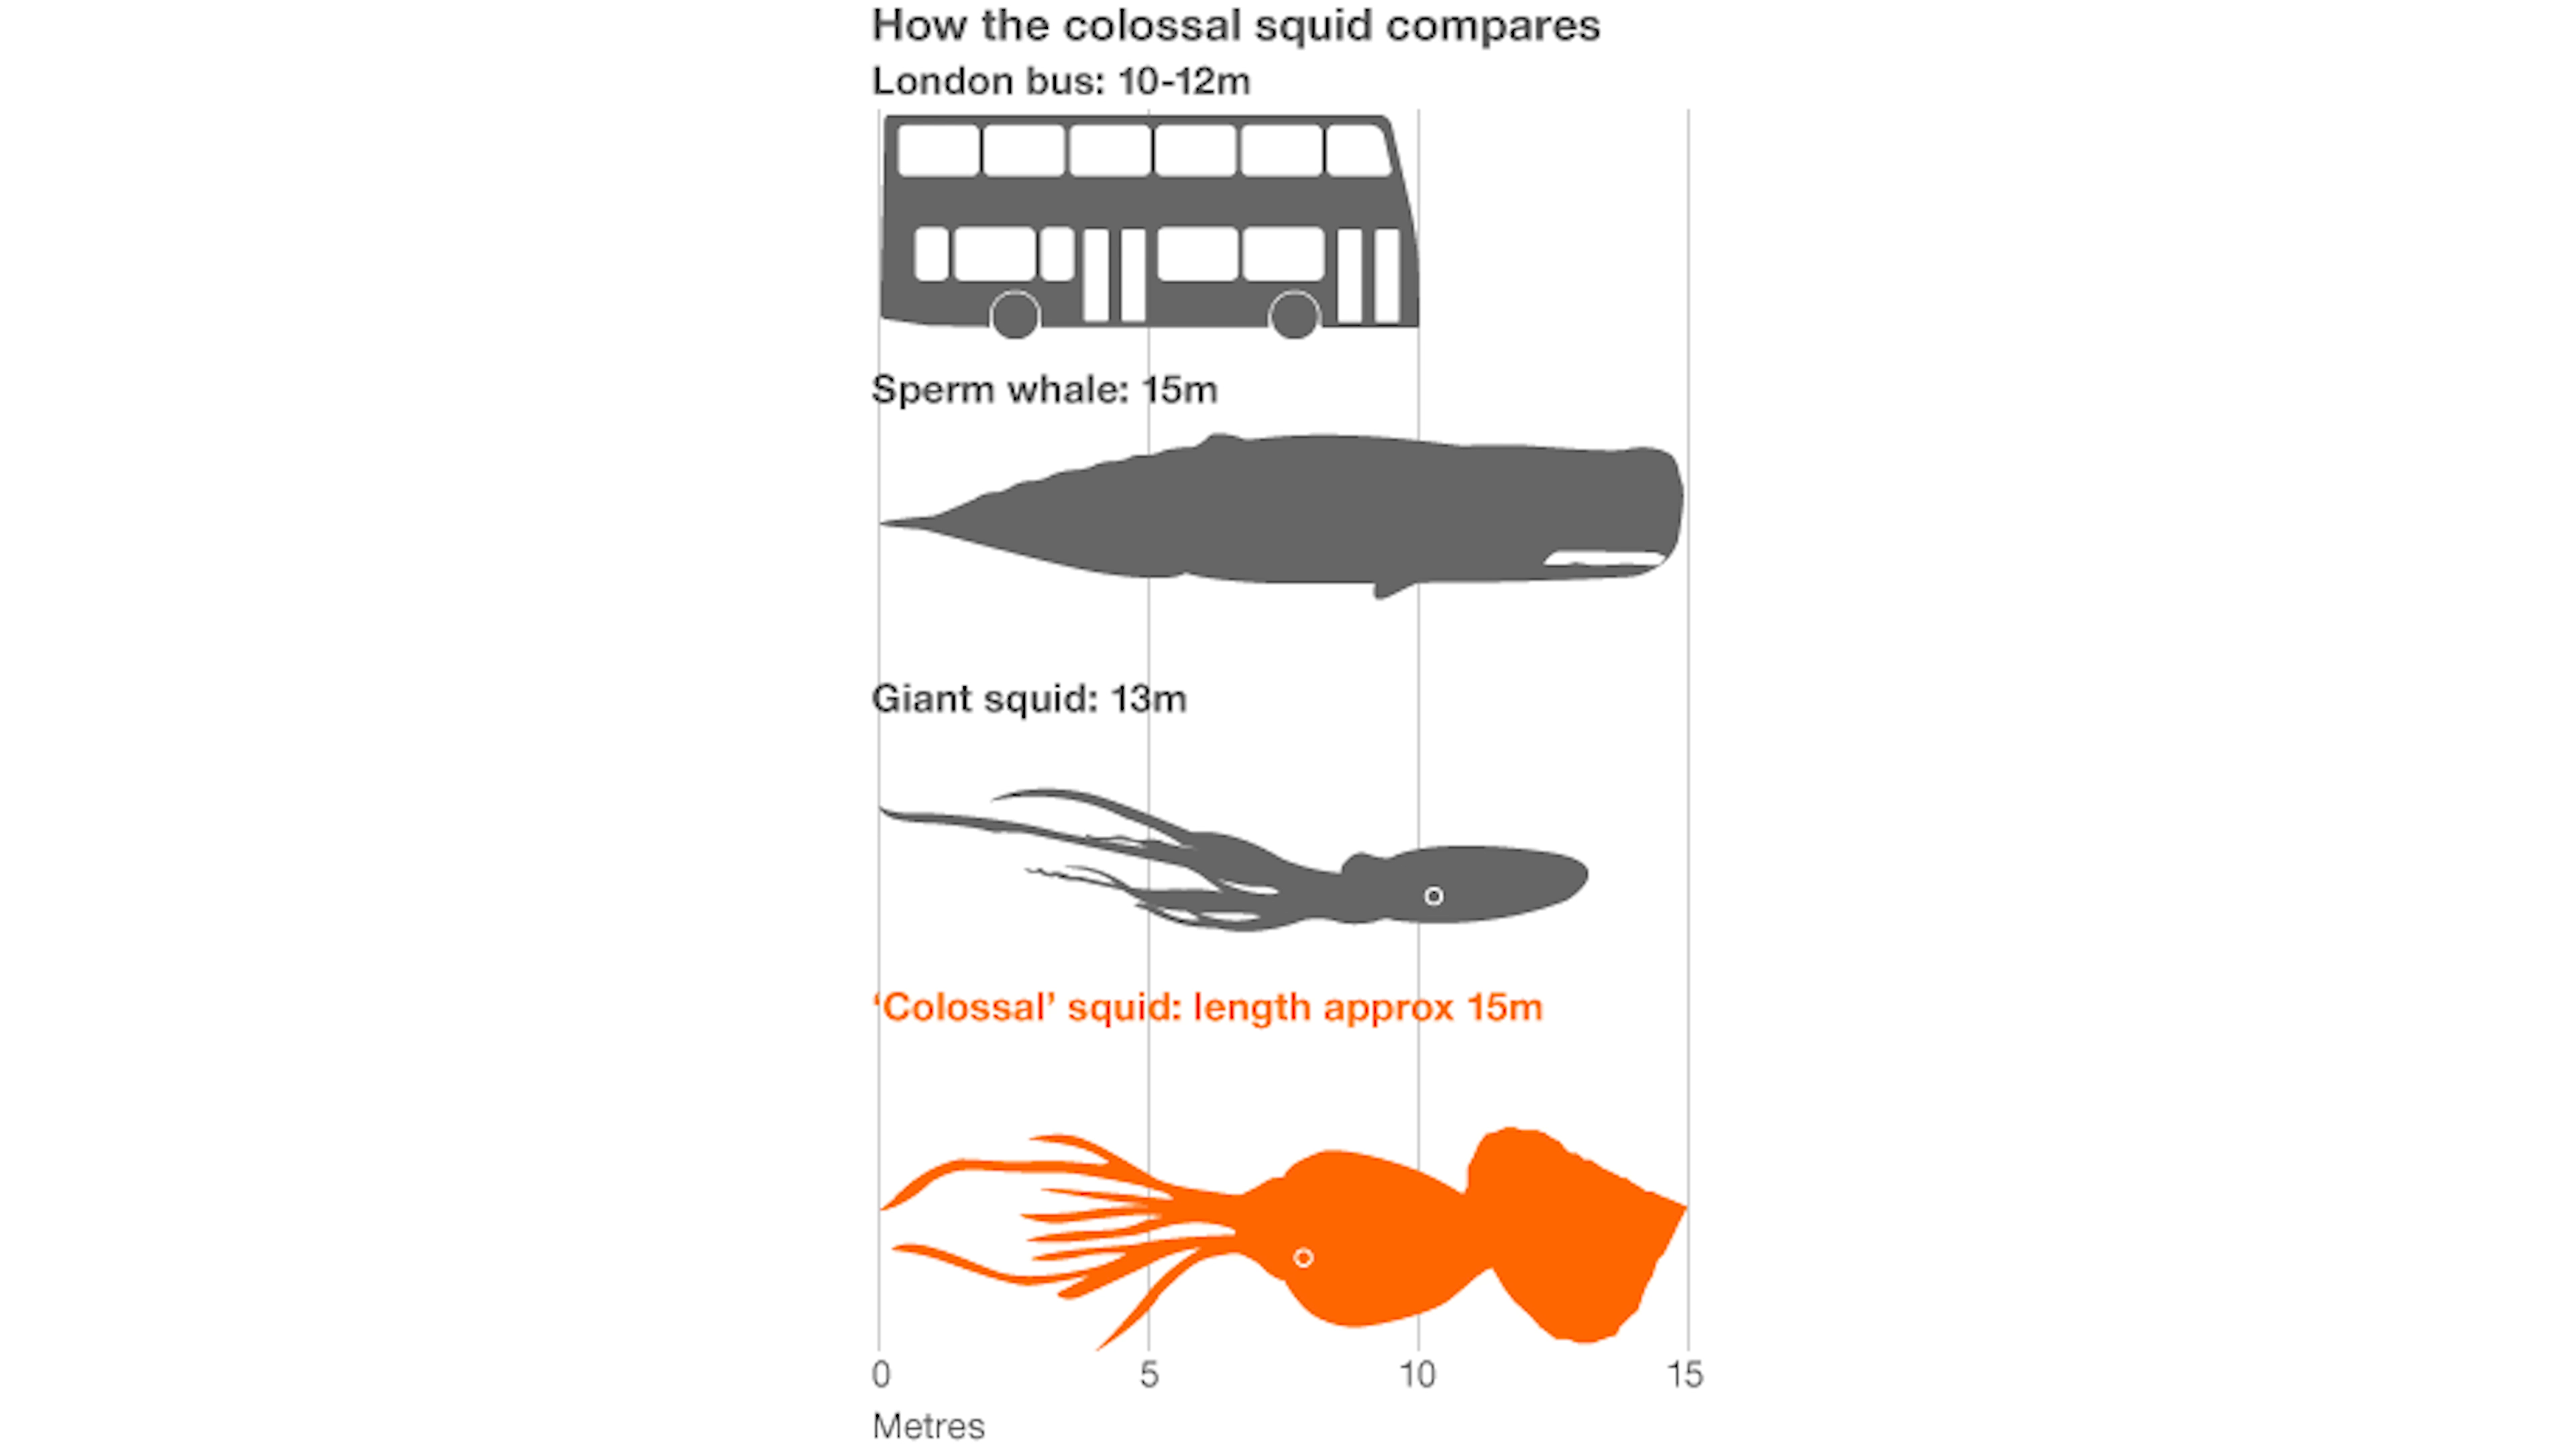 How the colossal squid compares
London bus: 10-12m
Sperm whale: 15m
Giant squid: 13m
‘Colossal’ squid: length approx 15m
0 5 10 15
Metres